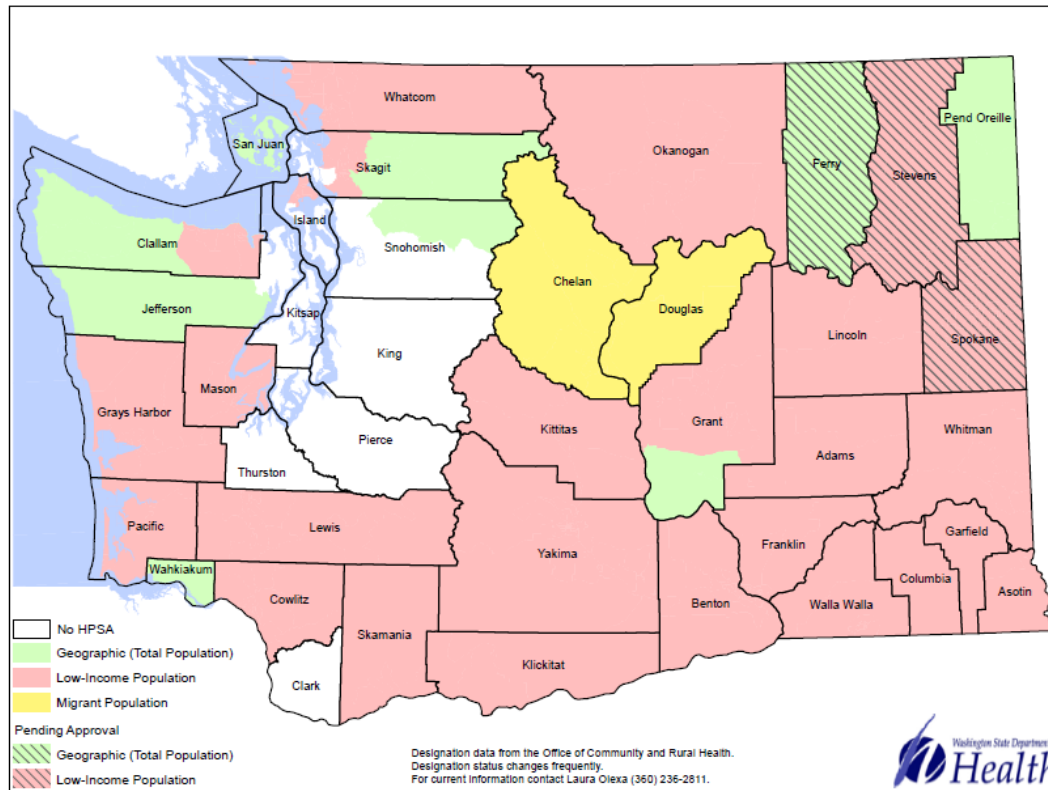 Whatcom
San Juan
Skagit
Okanogan
Ferry
Stevens
Pend Oreille
Island
Snohomish
Clallam
Chelan
Jefferson
Kitsap
Douglas
King
Lincoln
Spokane
Mason
Grays Harbor
Kittitas
Grant
Whitman
Pierce
Adams
Thurston
Pacific
Lewis
Yakima
Franklin
Garfield
Wahkiakum
Cowlitz
Columbia
Asotin
Benton
Walla Walla
Skamania
Klickitat
Clark
No HPSA
Geographic (Total Population)
Low-Income Population
Migrant Population
Pending Approval
Geographic (Total Population)
Low-Income Population
Designation data from the Office of Community and Rural Health.
Designation status changes frequently.
For current information contact Laura Olexa (360) 236-2811.
Washington State Department
Health